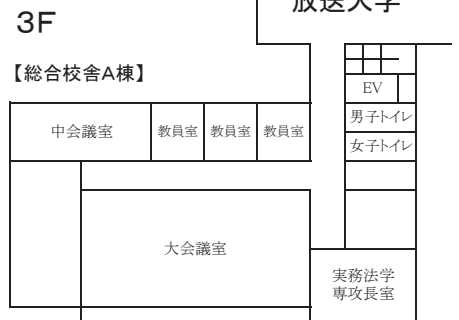 放送大学
3F
【総合校舎A棟】
EV
男子トイレ
女子トイレ
中会議室
教員室
教員室
教員室
大会議室
実務法学
専攻長室